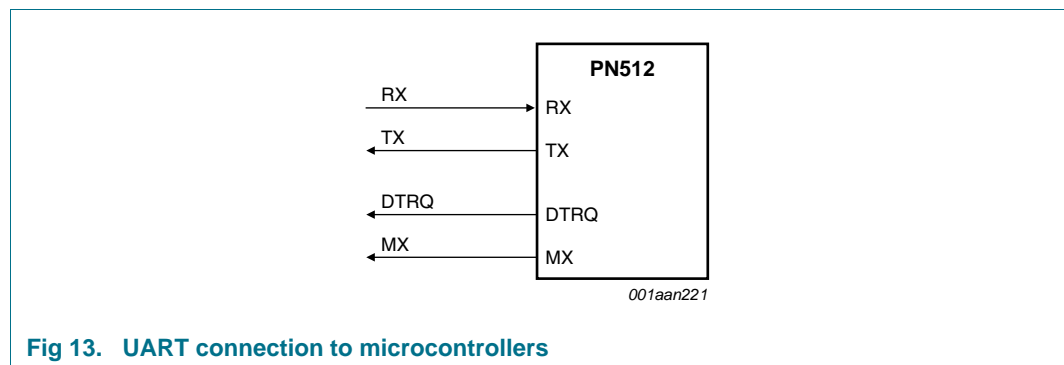 PN512
RX
RX
TX
TX
DTRQ
DTRQ
MX
MX
001aan221
Fig 13. UART connection to microcontrollers